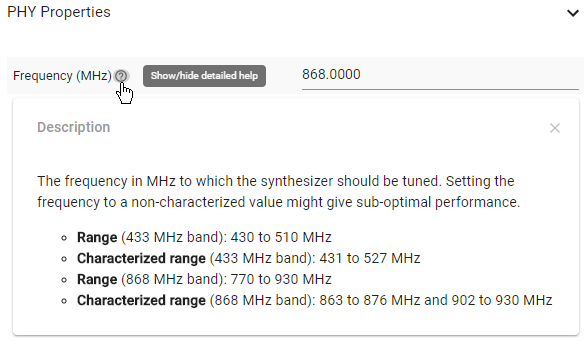 PHY Properties
Frequency (MHz) ? Show/hide detailed help 868.0000
Description ×
The frequency in MHz to which the synthesizer should be tuned. Setting the
frequency to a non-characterized value might give sub-optimal performance.
Range (433 MHz band): 430 to 510 MHz
Characterized range (433 MHz band): 431 to 527 MHz
Range (868 MHz band): 770 to 930 MHz
Characterized range (868 MHz band): 863 to 876 MHz and 902 to 930 MHz